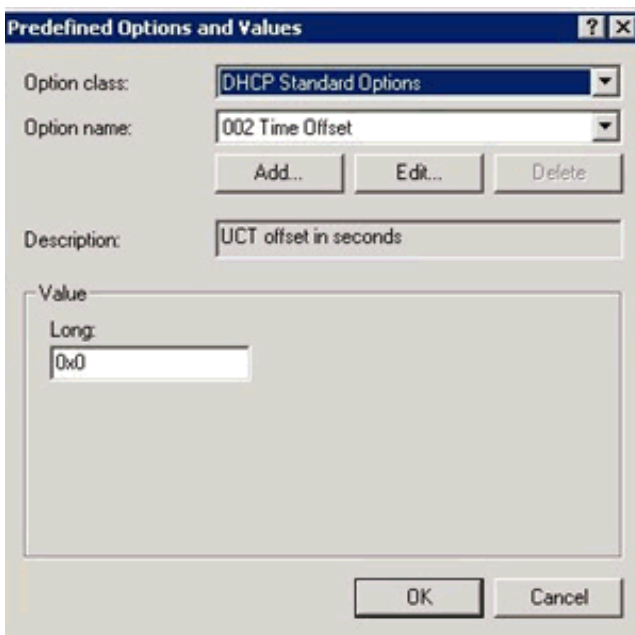 Predefined Options and Values
Option class: DHCP Standard Options
Option name: 002 Time Offset
Add... Edit... Delete
Description: UCT offset in seconds
Value
Long:
0x0
OK Cancel